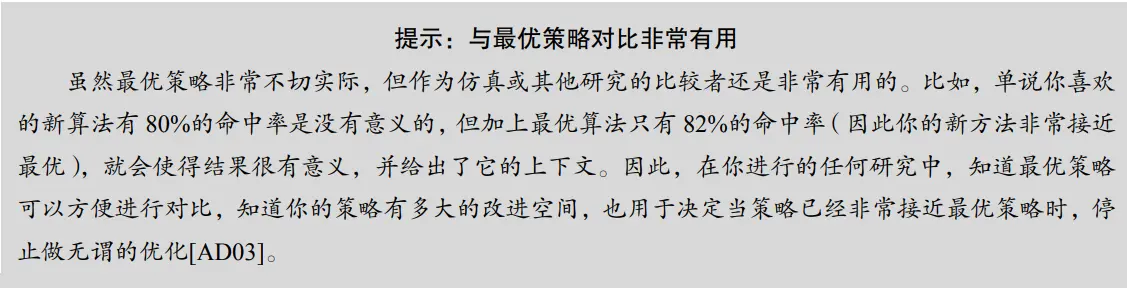 提示：与最优策略对比非常有用
虽然最优策略非常不切实际，但作为仿真或其他研究的比较者还是非常有用的。比如，单说你喜欢
的新算法有 80%的命中率是没有意义的，但加上最优算法只有 82%的命中率（因此你的新方法非常接近
最优），就会使得结果很有意义，并给出了它的上下文。因此，在你进行的任何研究中，知道最优策略
可以方便进行对比，知道你的策略有多大的改进空间，也用于决定当策略已经非常接近最优策略时，停
止做无谓的优化[AD03]。